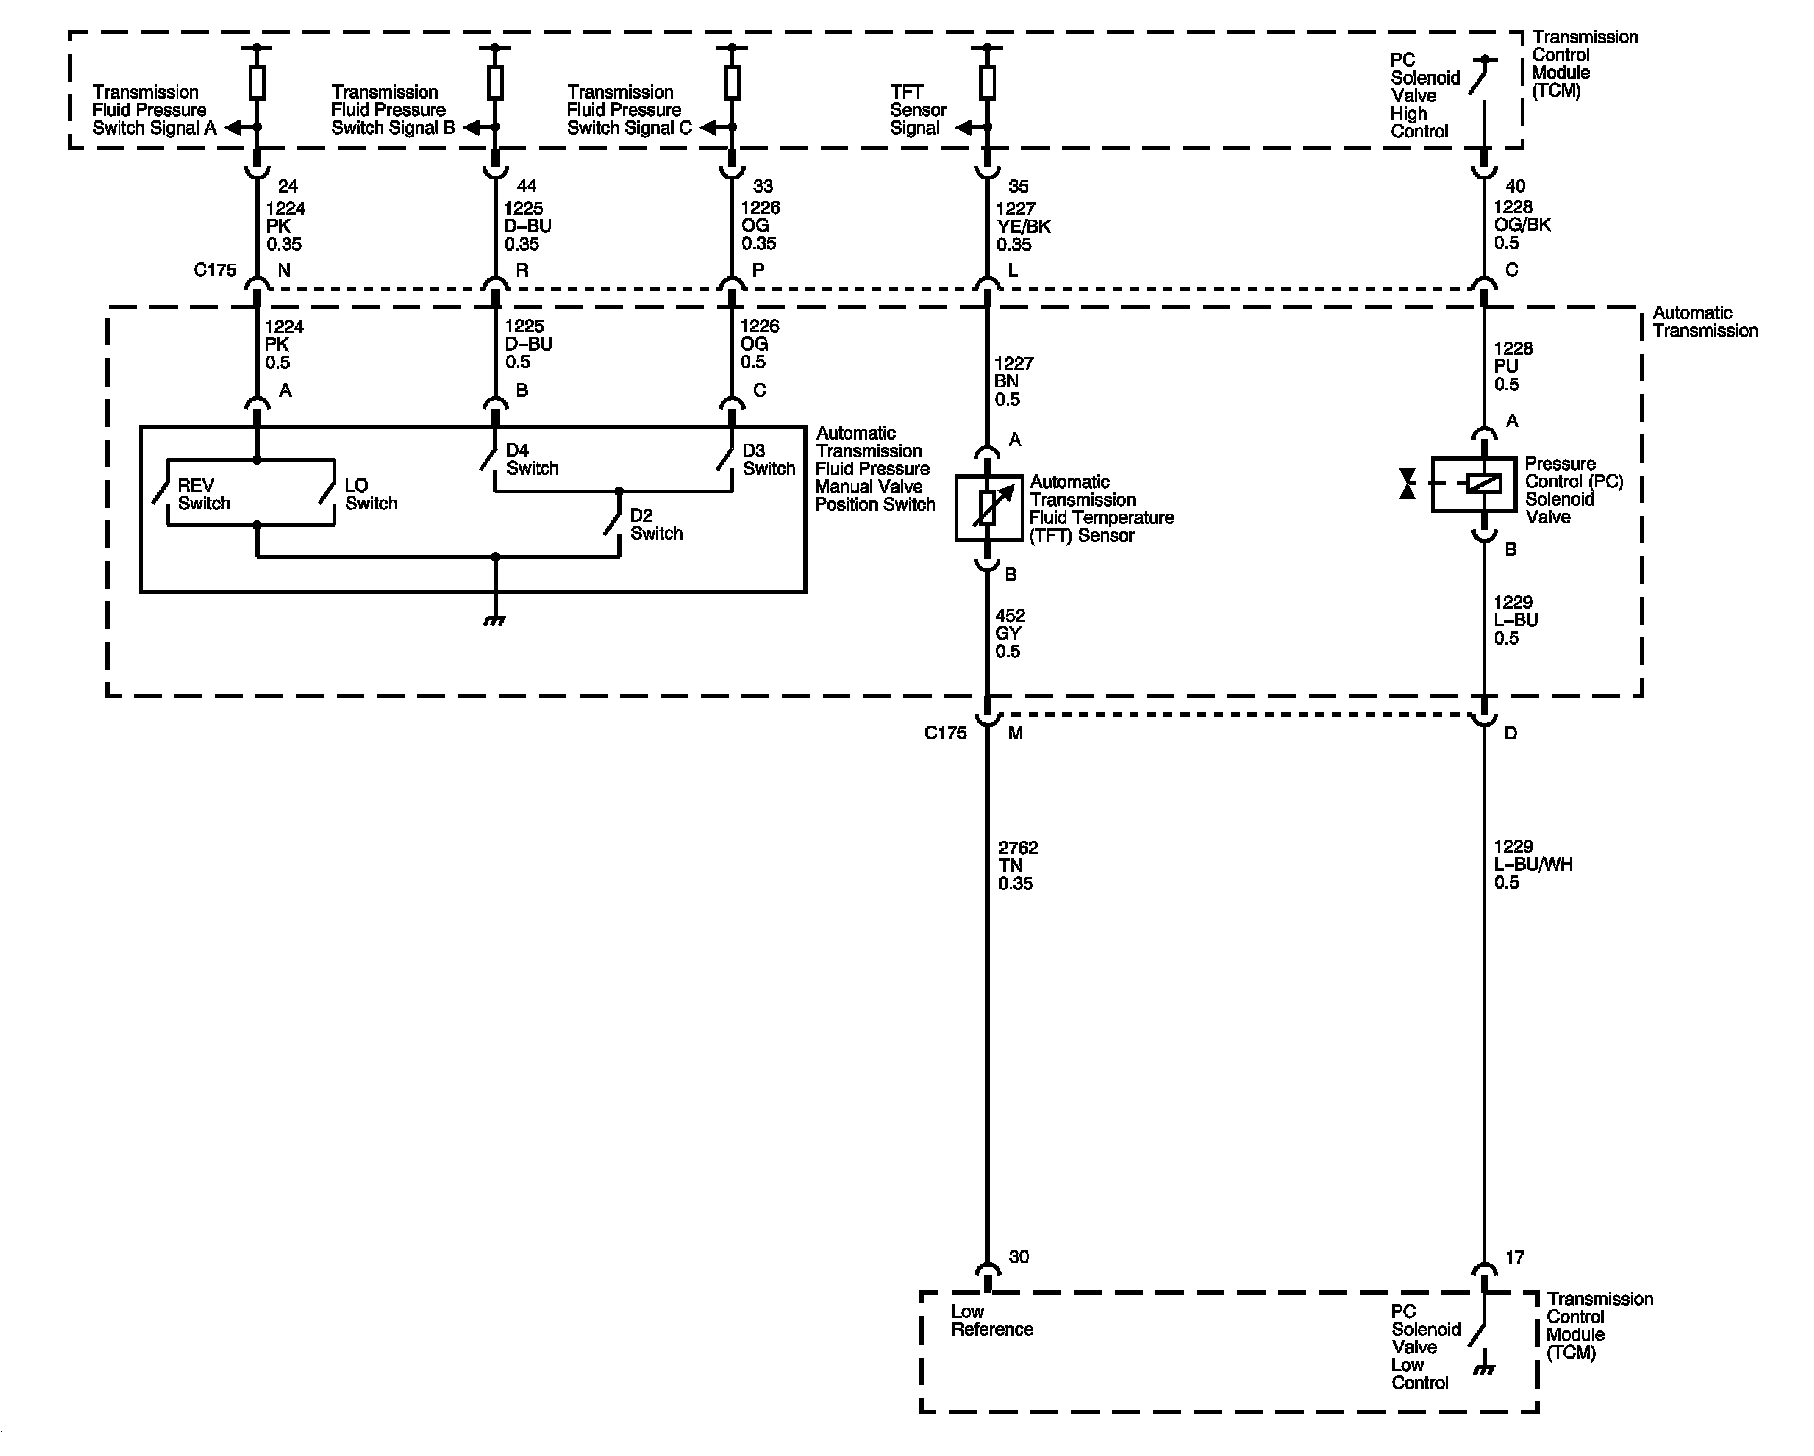 Transmission
Control
Module
(TCM)
Transmission
Fluid Pressure
Switch Signal A
Transmission
Fluid Pressure
Switch Signal B
Transmission
Fluid Pressure
Switch Signal C
TFT
Sensor
Signal
PC
Solenoid
Valve
High
Control
24
1224
PK
0.35
44
1225
D-BU
0.35
33
1226
OG
0.35
35
1227
YE/BK
0.35
40
1228
OG/BK
0.5
C175
N
R
P
L
C
Automatic
Transmission
1224
PK
0.5
A
1225
D-BU
0.5
B
1226
OG
0.5
C
1227
BN
0.5
A
1228
PU
0.5
A
REV
Switch
LO
Switch
D4
Switch
D3
Switch
D2
Switch
Automatic
Transmission
Fluid Pressure
Manual Valve
Position Switch
Automatic
Transmission
Fluid Temperature
(TFT) Sensor
Pressure
Control (PC)
Solenoid
Valve
B
452
GY
0.5
B
1229
L-BU
0.5
C175
M
D
2762
TN
0.35
1229
L-BU/WH
0.5
30
17
Low
Reference
PC
Solenoid
Valve
Low
Control
Transmission
Control
Module
(TCM)